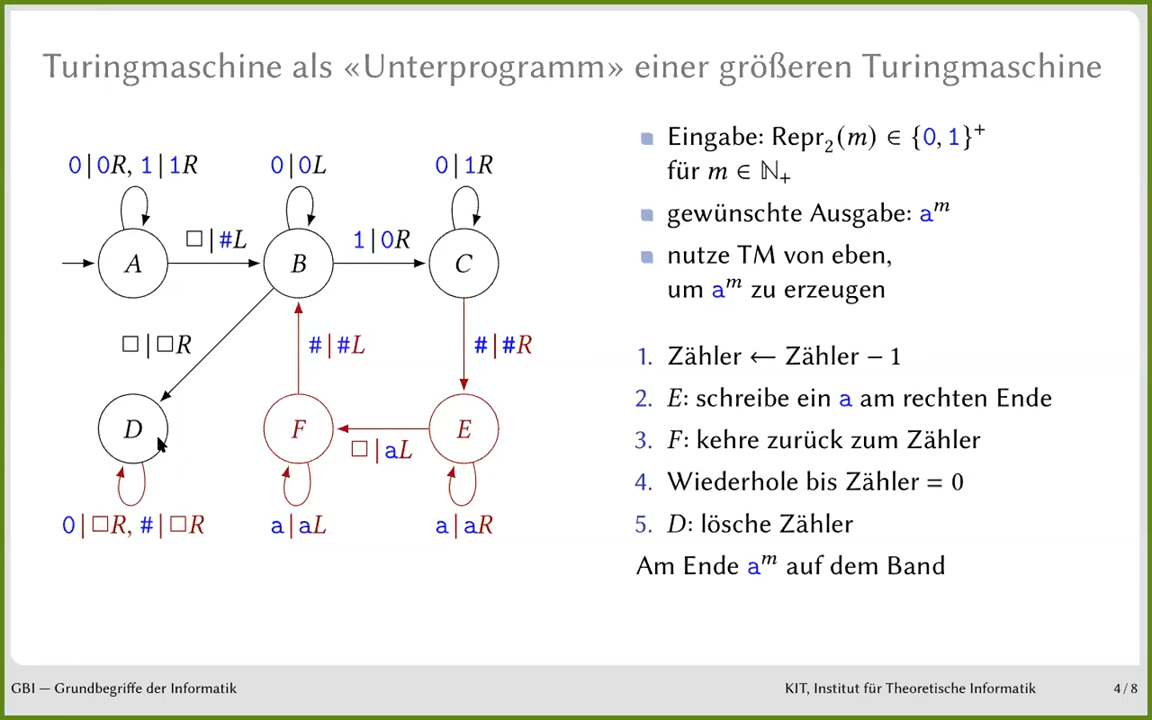 Turingmaschine als «Unterprogramm» einer größeren Turingmaschine
0|0R, 1|1R
0|0L
0|1R
□|#L
1|0R
A
B
C
□|□R
#|#L
#|#R
D
F
E
□|aL
0|□R, #|□R
a|aL
a|aR
Eingabe: Repr₂(m) ∈ {0, 1}⁺
für m ∈ ℕ₊
gewünschte Ausgabe: aᵐ
nutze TM von eben,
um aᵐ zu erzeugen
1. Zähler ← Zähler − 1
2. E: schreibe ein a am rechten Ende
3. F: kehre zurück zum Zähler
4. Wiederhole bis Zähler = 0
5. D: lösche Zähler
Am Ende aᵐ auf dem Band
GBI — Grundbegriffe der Informatik
KIT, Institut für Theoretische Informatik
4 / 8